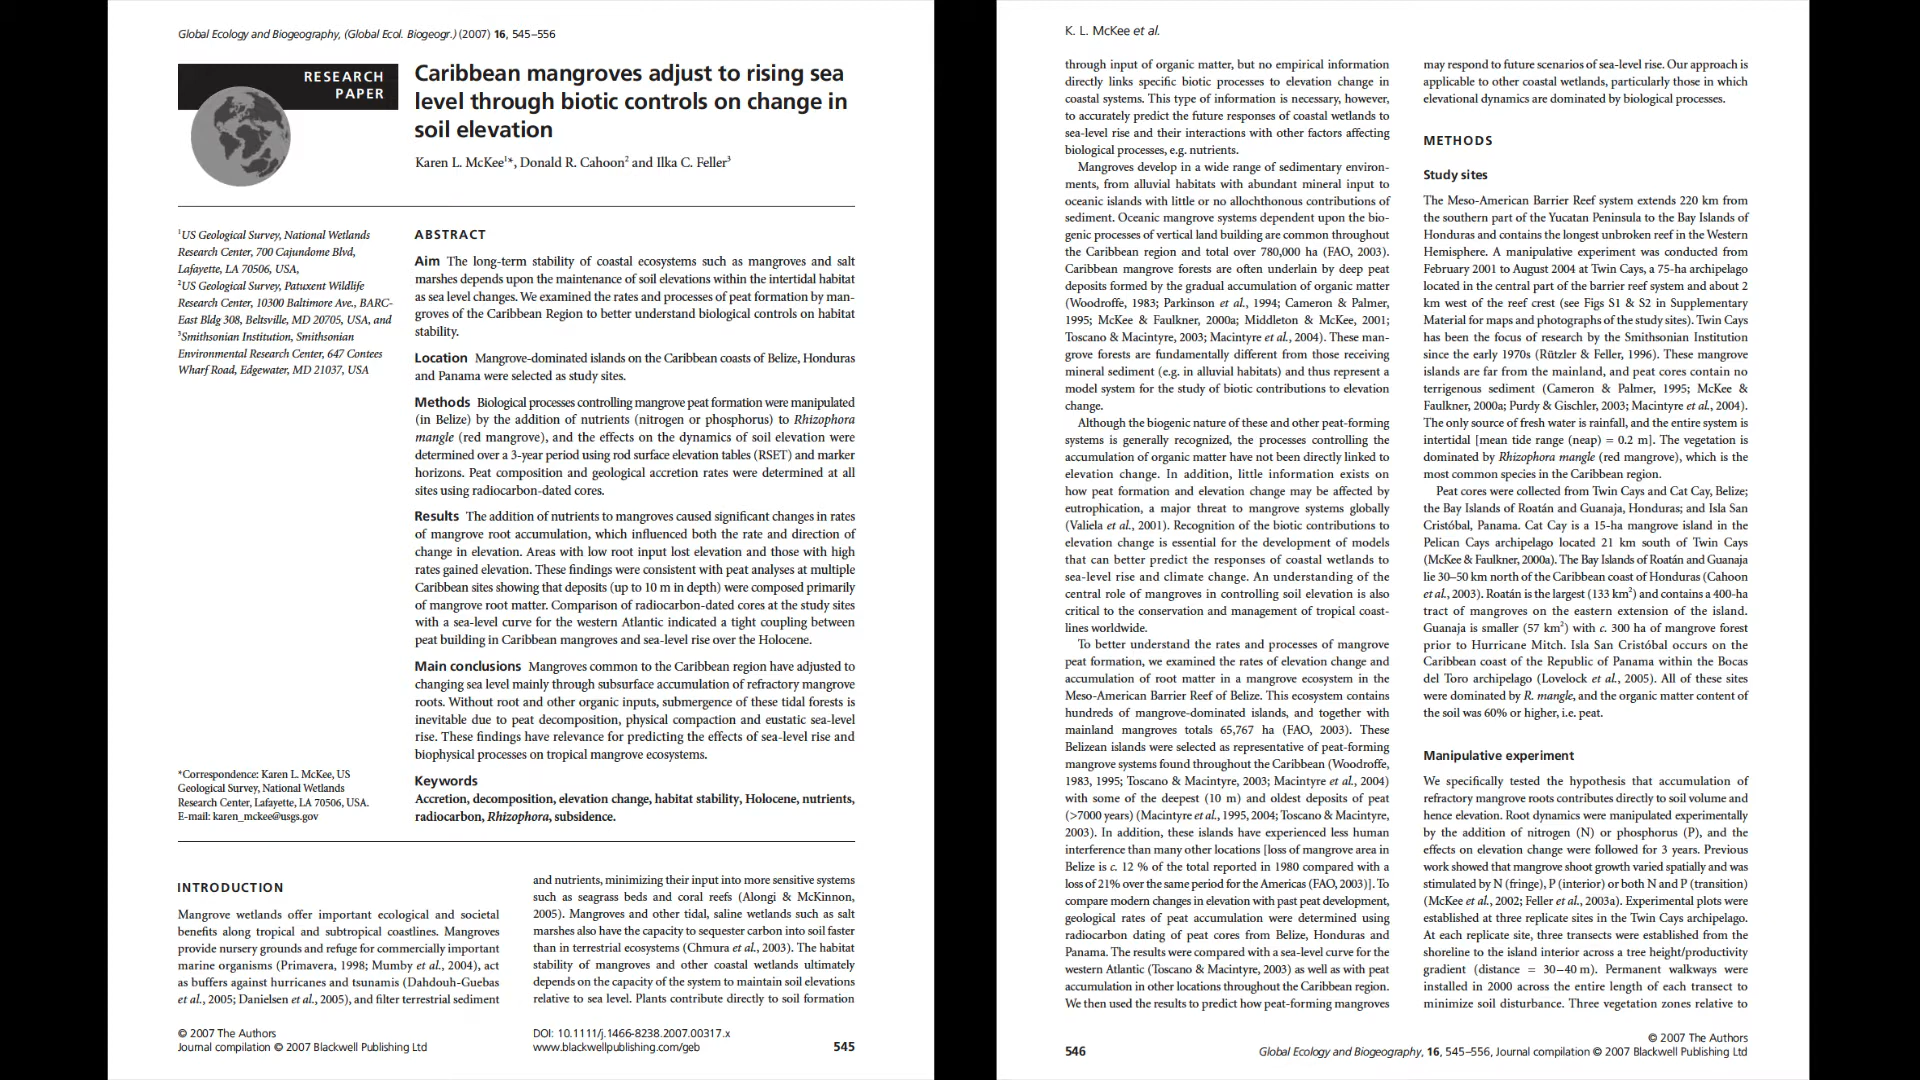 Global Ecology and Biogeography, (Global Ecol. Biogeogr.) (2007) 16, 545–556
RESEARCH
PAPER
Caribbean mangroves adjust to rising sea
level through biotic controls on change in
soil elevation
Karen L. McKee1*, Donald R. Cahoon2 and Ilka C. Feller3
1US Geological Survey, National Wetlands
Research Center, 700 Cajundome Blvd,
Lafayette, LA 70506, USA,
2US Geological Survey, Patuxent Wildlife
Research Center, 10300 Baltimore Ave., BARC-
East Bldg 308, Beltsville, MD 20705, USA, and
3Smithsonian Institution, Smithsonian
Environmental Research Center, 647 Contees
Wharf Road, Edgewater, MD 21037, USA
*Correspondence: Karen L. McKee, US
Geological Survey, National Wetlands
Research Center, Lafayette, LA 70506, USA.
E-mail: karen_mckee@usgs.gov
ABSTRACT
Aim The long-term stability of coastal ecosystems such as mangroves and salt
marshes depends upon the maintenance of soil elevations within the intertidal habitat
as sea level changes. We examined the rates and processes of peat formation by man-
groves of the Caribbean Region to better understand biological controls on habitat
stability.
Location Mangrove-dominated islands on the Caribbean coasts of Belize, Honduras
and Panama were selected as study sites.
Methods Biological processes controlling mangrove peat formation were manipulated
(in Belize) by the addition of nutrients (nitrogen or phosphorus) to Rhizophora
mangle (red mangrove), and the effects on the dynamics of soil elevation were
determined over a 3-year period using rod surface elevation tables (RSET) and marker
horizons. Peat composition and geological accretion rates were determined at all
sites using radiocarbon-dated cores.
Results The addition of nutrients to mangroves caused significant changes in rates
of mangrove root accumulation, which influenced both the rate and direction of
change in elevation. Areas with low root input lost elevation and those with high
rates gained elevation. These findings were consistent with peat analyses at multiple
Caribbean sites showing that deposits (up to 10 m in depth) were composed primarily
of mangrove root matter. Comparison of radiocarbon-dated cores at the study sites
with a sea-level curve for the western Atlantic indicated a tight coupling between
peat building in Caribbean mangroves and sea-level rise over the Holocene.
Main conclusions Mangroves common to the Caribbean region have adjusted to
changing sea level mainly through subsurface accumulation of refractory mangrove
roots. Without root and other organic inputs, submergence of these tidal forests is
inevitable due to peat decomposition, physical compaction and eustatic sea-level
rise. These findings have relevance for predicting the effects of sea-level rise and
biophysical processes on tropical mangrove ecosystems.
Keywords
Accretion, decomposition, elevation change, habitat stability, Holocene, nutrients,
radiocarbon, Rhizophora, subsidence.
INTRODUCTION
Mangrove wetlands offer important ecological and societal
benefits along tropical and subtropical coastlines. Mangroves
provide nursery grounds and refuge for commercially important
marine organisms (Primavera, 1998; Mumby et al., 2004), act
as buffers against hurricanes and tsunamis (Dahdouh-Guebas
et al., 2005; Danielsen et al., 2005), and filter terrestrial sediment
and nutrients, minimizing their input into more sensitive systems
such as seagrass beds and coral reefs (Alongi & McKinnon,
2005). Mangroves and other tidal, saline wetlands such as salt
marshes also have the capacity to sequester carbon into soil faster
than in terrestrial ecosystems (Chmura et al., 2003). The habitat
stability of mangroves and other coastal wetlands ultimately
depends on the capacity of the system to maintain soil elevations
relative to sea level. Plants contribute directly to soil formation
© 2007 The Authors
Journal compilation © 2007 Blackwell Publishing Ltd
DOI: 10.1111/j.1466-8238.2007.00317.x
www.blackwellpublishing.com/geb
545
K. L. McKee et al.
through input of organic matter, but no empirical information
directly links specific biotic processes to elevation change in
coastal systems. This type of information is necessary, however,
to accurately predict the future responses of coastal wetlands to
sea-level rise and their interactions with other factors affecting
biological processes, e.g. nutrients.
Mangroves develop in a wide range of sedimentary environ-
ments, from alluvial habitats with abundant mineral input to
oceanic islands with little or no allochthonous contributions of
sediment. Oceanic mangrove systems dependent upon the bio-
genic processes of vertical land building are common throughout
the Caribbean region and total over 780,000 ha (FAO, 2003).
Caribbean mangrove forests are often underlain by deep peat
deposits formed by the gradual accumulation of organic matter
(Woodroffe, 1983; Parkinson et al., 1994; Cameron & Palmer,
1995; McKee & Faulkner, 2000a; Middleton & McKee, 2001;
Toscano & Macintyre, 2003; Macintyre et al., 2004). These man-
grove forests are fundamentally different from those receiving
mineral sediment (e.g. in alluvial habitats) and thus represent a
model system for the study of biotic contributions to elevation
change.
Although the biogenic nature of these and other peat-forming
systems is generally recognized, the processes controlling the
accumulation of organic matter have not been directly linked to
elevation change. In addition, little information exists on
how peat formation and elevation change may be affected by
eutrophication, a major threat to mangrove systems globally
(Valiela et al., 2001). Recognition of the biotic contributions to
elevation change is essential for the development of models
that can better predict the responses of coastal wetlands to
sea-level rise and climate change. An understanding of the
central role of mangroves in controlling soil elevation is also
critical to the conservation and management of tropical coast-
lines worldwide.
To better understand the rates and processes of mangrove
peat formation, we examined the rates of elevation change and
accumulation of root matter in a mangrove ecosystem in the
Meso-American Barrier Reef of Belize. This ecosystem contains
hundreds of mangrove-dominated islands, and together with
mainland mangroves totals 65,767 ha (FAO, 2003). These
Belizean islands were selected as representative of peat-forming
mangrove systems found throughout the Caribbean (Woodroffe,
1983, 1995; Toscano & Macintyre, 2003; Macintyre et al., 2004)
with some of the deepest (10 m) and oldest deposits of peat
(>7000 years) (Macintyre et al., 1995, 2004; Toscano & Macintyre,
2003). In addition, these islands have experienced less human
interference than many other locations [loss of mangrove area in
Belize is c. 12 % of the total reported in 1980 compared with a
loss of 21% over the same period for the Americas (FAO, 2003)]. To
compare modern changes in elevation with past peat development,
geological rates of peat accumulation were determined using
radiocarbon dating of peat cores from Belize, Honduras and
Panama. The results were compared with a sea-level curve for the
western Atlantic (Toscano & Macintyre, 2003) as well as with peat
accumulation in other locations throughout the Caribbean region.
We then used the results to predict how peat-forming mangroves
may respond to future scenarios of sea-level rise. Our approach is
applicable to other coastal wetlands, particularly those in which
elevational dynamics are dominated by biological processes.
METHODS
Study sites
The Meso-American Barrier Reef system extends 220 km from
the southern part of the Yucatan Peninsula to the Bay Islands of
Honduras and contains the longest unbroken reef in the Western
Hemisphere. A manipulative experiment was conducted from
February 2001 to August 2004 at Twin Cays, a 75-ha archipelago
located in the central part of the barrier reef system and about 2
km west of the reef crest (see Figs S1 & S2 in Supplementary
Material for maps and photographs of the study sites). Twin Cays
has been the focus of research by the Smithsonian Institution
since the early 1970s (Rützler & Feller, 1996). These mangrove
islands are far from the mainland, and peat cores contain no
terrigenous sediment (Cameron & Palmer, 1995; McKee &
Faulkner, 2000a; Purdy & Gischler, 2003; Macintyre et al., 2004).
The only source of fresh water is rainfall, and the entire system is
intertidal [mean tide range (neap) = 0.2 m]. The vegetation is
dominated by Rhizophora mangle (red mangrove), which is the
most common species in the Caribbean region.
Peat cores were collected from Twin Cays and Cat Cay, Belize;
the Bay Islands of Roatán and Guanaja, Honduras; and Isla San
Cristóbal, Panama. Cat Cay is a 15-ha mangrove island in the
Pelican Cays archipelago located 21 km south of Twin Cays
(McKee & Faulkner, 2000a). The Bay Islands of Roatán and Guanaja
lie 30–50 km north of the Caribbean coast of Honduras (Cahoon
et al., 2003). Roatán is the largest (133 km2) and contains a 400-ha
tract of mangroves on the eastern extension of the island.
Guanaja is smaller (57 km2) with c. 300 ha of mangrove forest
prior to Hurricane Mitch. Isla San Cristóbal occurs on the
Caribbean coast of the Republic of Panama within the Bocas
del Toro archipelago (Lovelock et al., 2005). All of these sites
were dominated by R. mangle, and the organic matter content of
the soil was 60% or higher, i.e. peat.
Manipulative experiment
We specifically tested the hypothesis that accumulation of
refractory mangrove roots contributes directly to soil volume and
hence elevation. Root dynamics were manipulated experimentally
by the addition of nitrogen (N) or phosphorus (P), and the
effects on elevation change were followed for 3 years. Previous
work showed that mangrove shoot growth varied spatially and was
stimulated by N (fringe), P (interior) or both N and P (transition)
(McKee et al., 2002; Feller et al., 2003a). Experimental plots were
established at three replicate sites in the Twin Cays archipelago.
At each replicate site, three transects were established from the
shoreline to the island interior across a tree height/productivity
gradient (distance = 30–40 m). Permanent walkways were
installed in 2000 across the entire length of each transect to
minimize soil disturbance. Three vegetation zones relative to
© 2007 The Authors
546
Global Ecology and Biogeography, 16, 545–556, Journal compilation © 2007 Blackwell Publishing Ltd